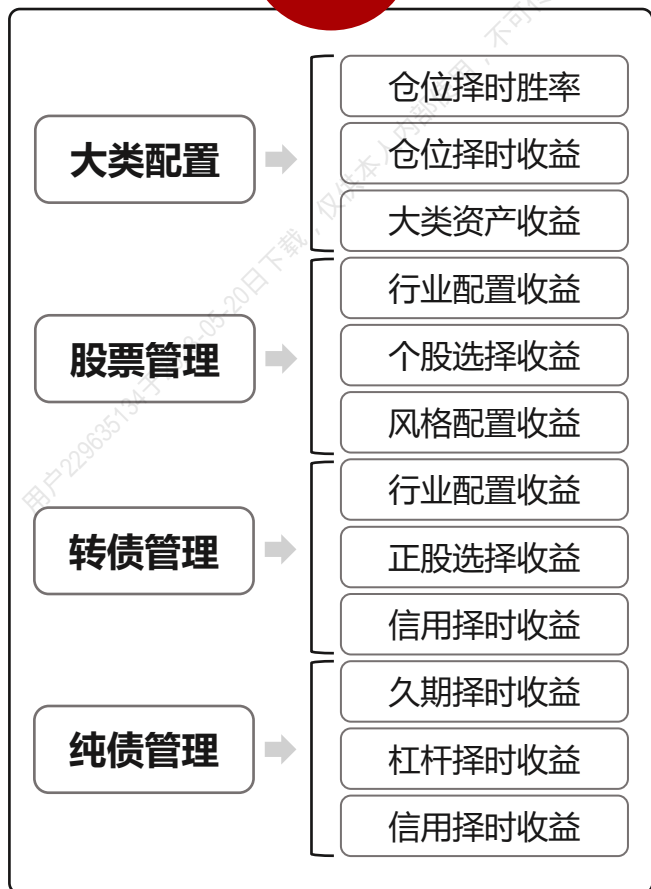 大类配置
仓位择时胜率
仓位择时收益
大类资产收益
股票管理
行业配置收益
个股选择收益
风格配置收益
转债管理
行业配置收益
正股选择收益
信用择时收益
纯债管理
久期择时收益
杠杆择时收益
信用择时收益